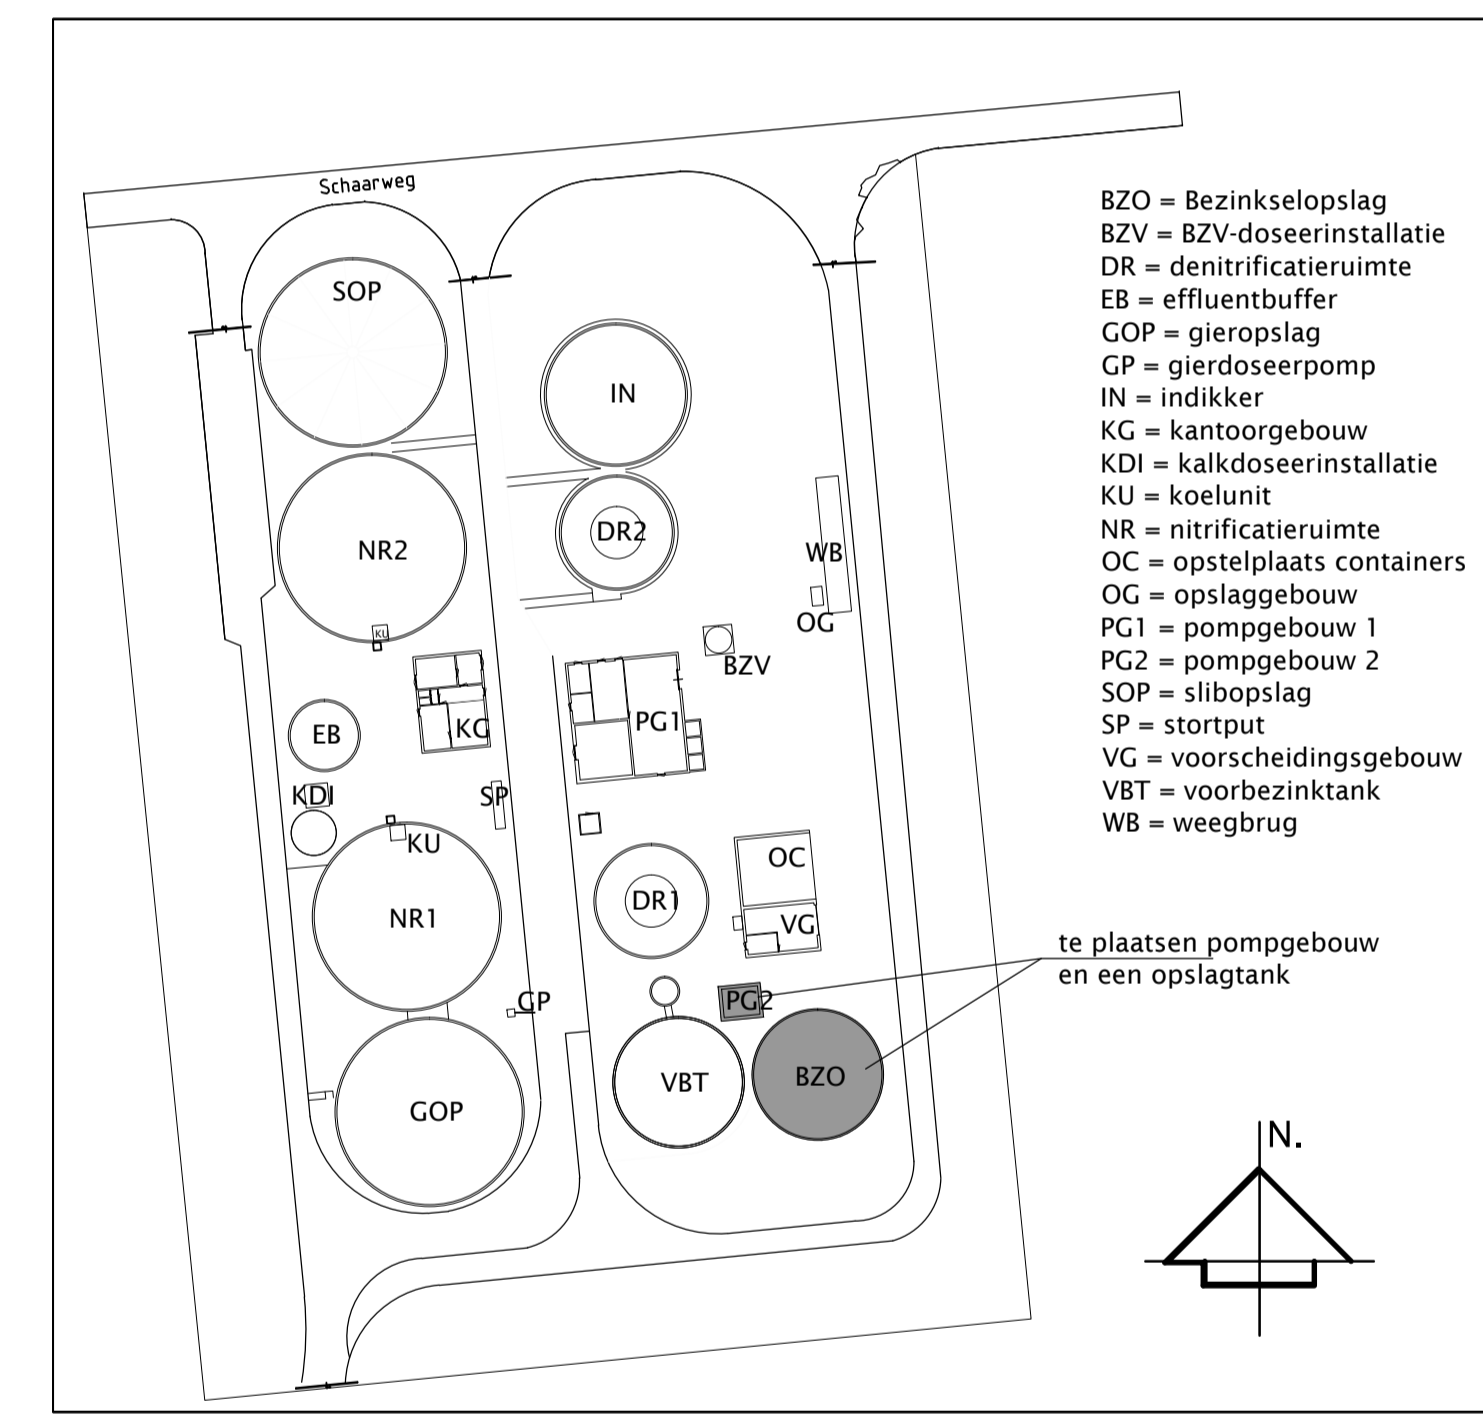 Schaarweg
SOP
IN
NR2
DR2
WB
OG
KU
BZV
KG
PG1
EB
KDI
SP
KU
OC
NR1
DR1
VG
GP
PG2
VBT
BZO
GOP
BZO = Bezinkselopslag
BZV = BZV-doseerinstallatie
DR = denitrificatieruimte
EB = effluentbuffer
GOP = gieropslag
GP = gierdoseerpomp
IN = indikker
KG = kantoorgebouw
KDI = kalkdoseerinstallatie
KU = koelunit
NR = nitrificatieruimte
OC = opstelplaats containers
OG = opslaggebouw
PG1 = pompgebouw 1
PG2 = pompgebouw 2
SOP = slibopslag
SP = stortput
VG = voorscheidingsgebouw
VBT = voorbezinktank
WB = weegbrug
te plaatsen pompgebouw
en een opslagtank
N.